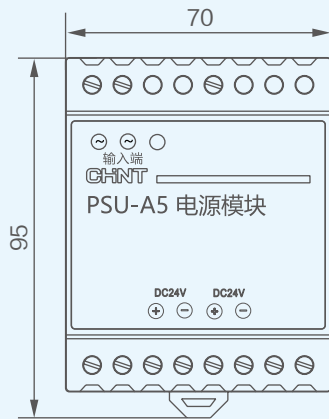 70
95
~ ~
输入端
CHNT
PSU-A5 电源模块
DC24V DC24V
+ - + -